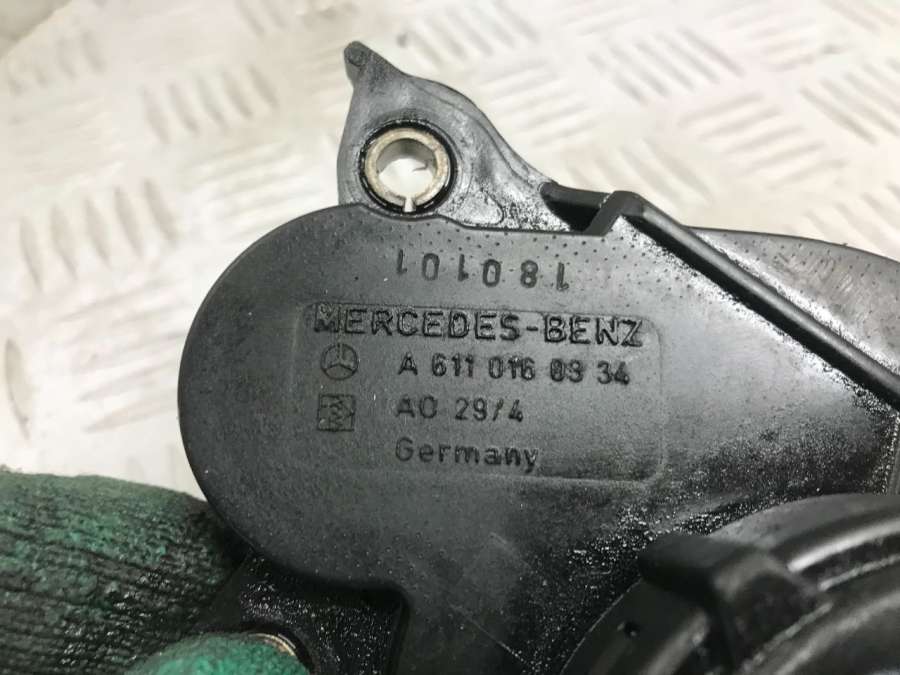 180101
MERCEDES-BENZ
A 611 016 03 34
AC 29/4
Germany